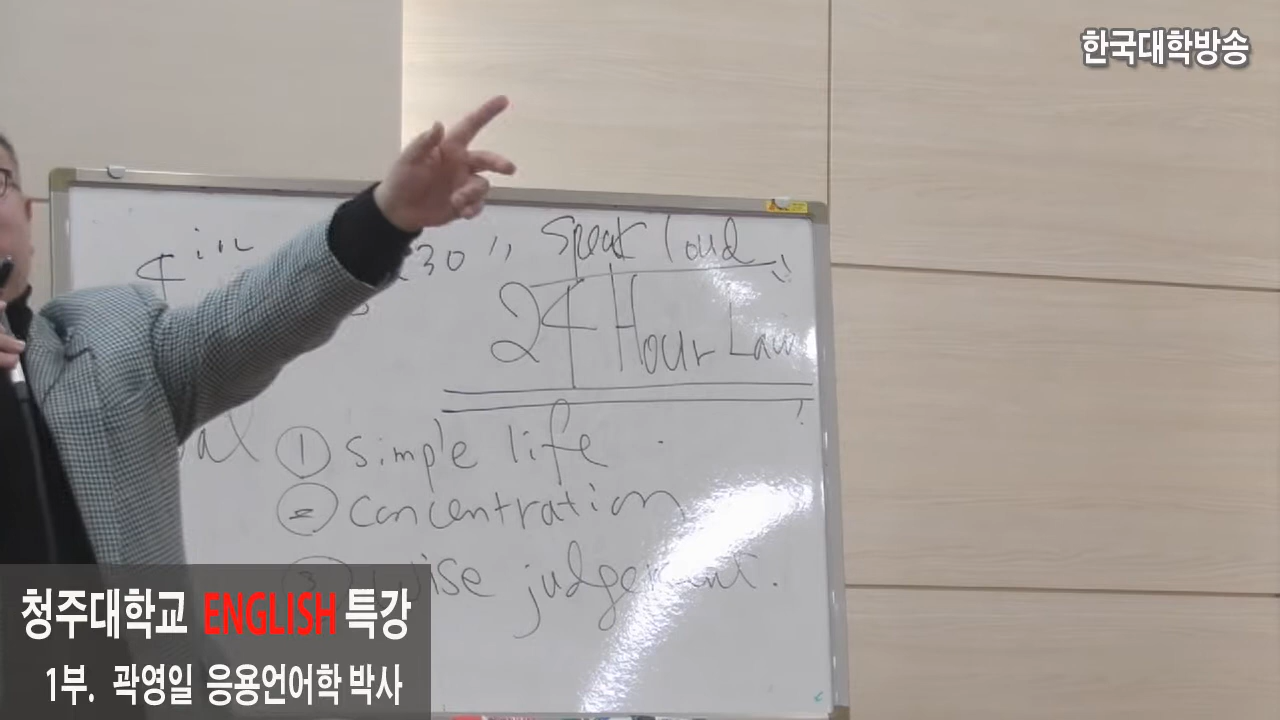 한국대학방송
in 30" Speak loud
24 Hour Law
① simple life
② concentration
③ wise judgement.
청주대학교 ENGLISH 특강
1부. 곽영일 응용언어학 박사